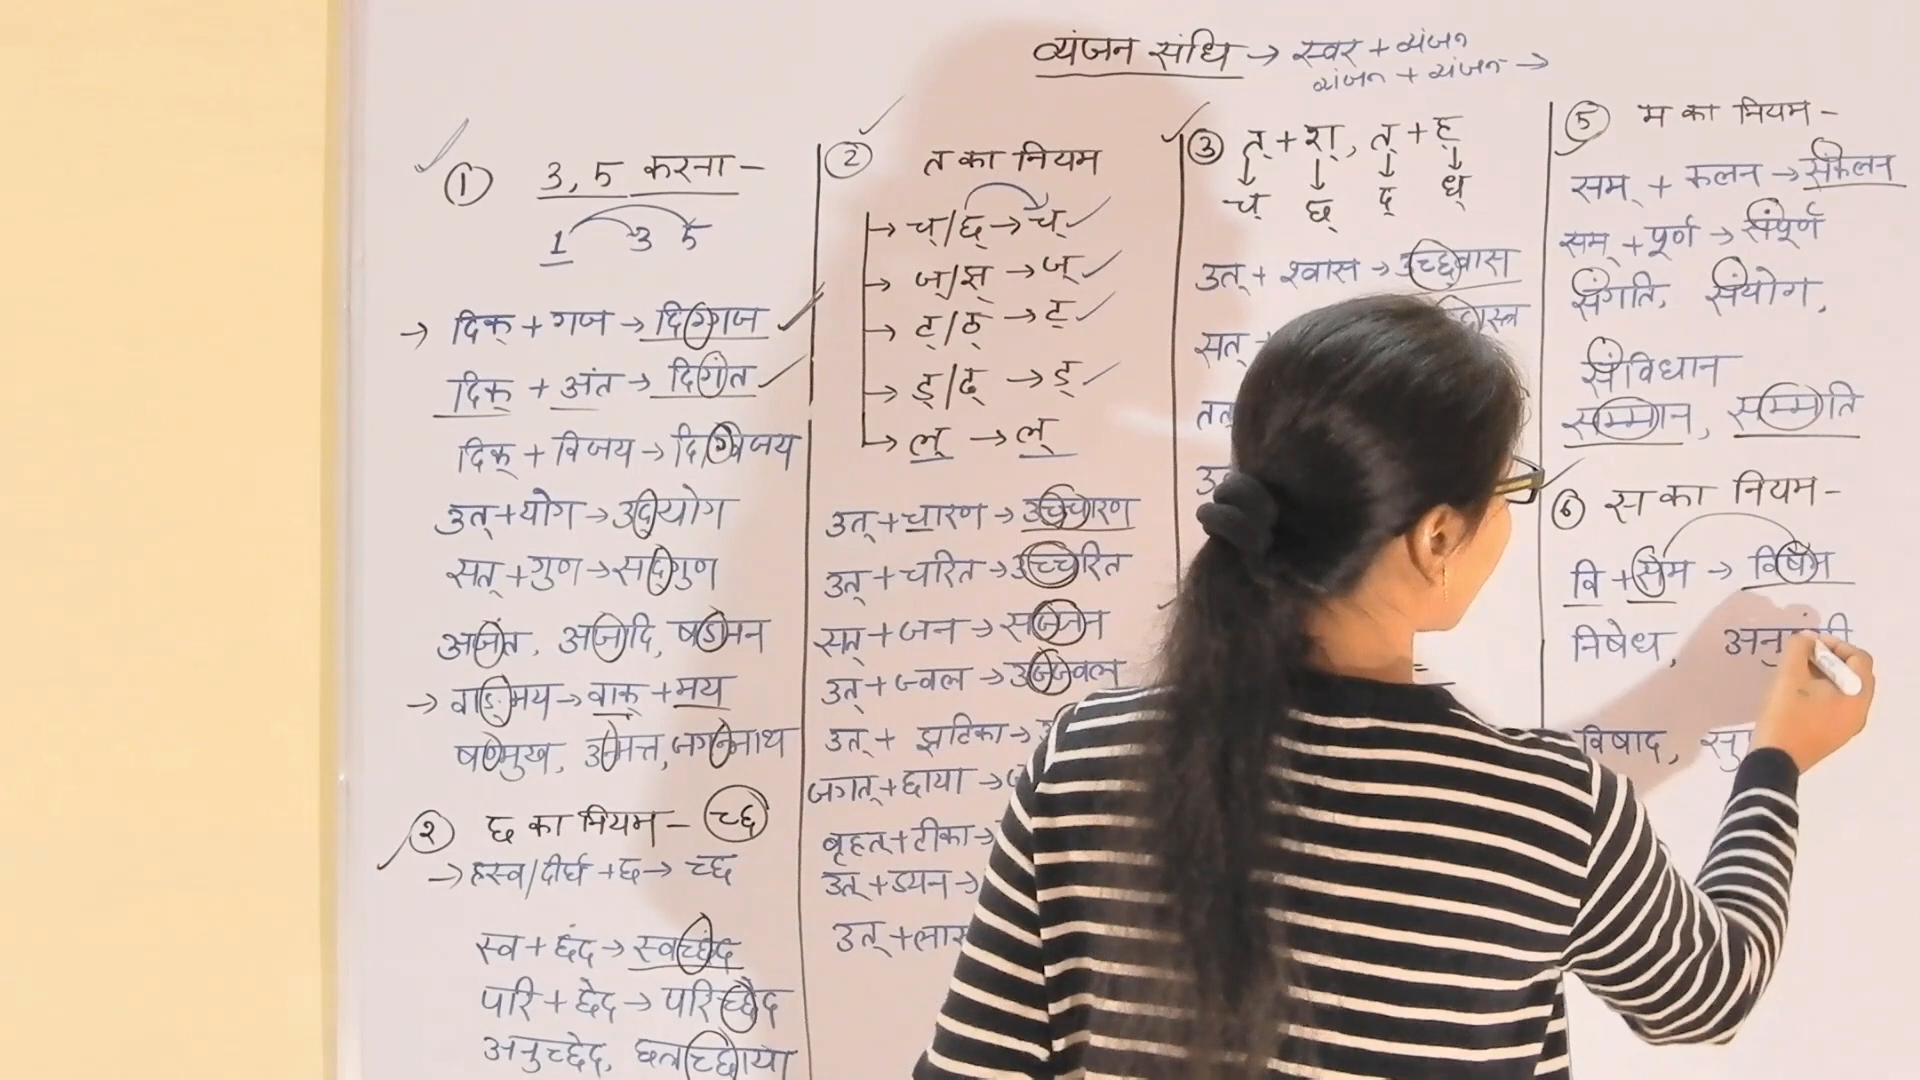 व्यंजन संधि → स्वर + व्यंजन
व्यंजन + व्यंजन →
① 3, 5 करना –
1 3 5
→ दिक् + गज → दिग्गज
दिक् + अंत → दिगंत
दिक् + विजय → दिग्विजय
उत् + योग → उद्योग
सत् + गुण → सद्गुण
अजंत, अजादि, षडानन
→ वाङ्मय → वाक् + मय
षण्मुख, उन्मत्त, जगन्नाथ
२ छ का नियम – च्छ
→ ह्रस्व/दीर्घ + छ → च्छ
स्व + छंद → स्वच्छंद
परि + छेद → परिच्छेद
अनुच्छेद, छत्रच्छाया
② त का नियम
→ च्/छ् → च्
→ ज्/झ् → ज्
→ ट्/ठ् → ट्
→ ड्/ढ् → ड्
→ ल् → ल्
उत् + चारण → उच्चारण
उत् + चरित → उच्चरित
सत् + जन → सज्जन
उत् + ज्वल → उज्ज्वल
उत् + झटिका →
जगत् + छाया →
बृहत् + टीका →
उत् + डयन →
उत् + लास
③ त् + श्, त् + ह्
↓ ↓ ↓ ↓
च् छ् द् ध्
उत् + श्वास → उच्छ्वास
सत्
⑤ म का नियम –
सम् + कलन → संकलन
सम् + पूर्ण → संपूर्ण
संगति, संयोग,
संविधान
सम्मान, सम्मति
⑥ स का नियम –
वि + सम → विषम
निषेध,
विषाद,